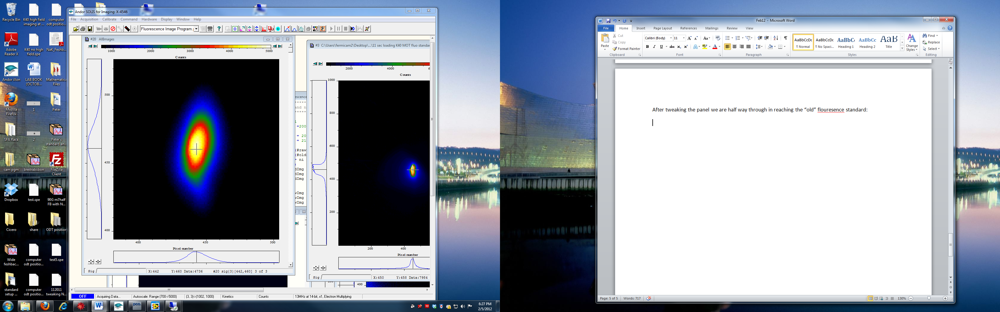 Recycle Bin
K40 high field imaging at ...
computer odt positio...
Adobe Reader X
K40 no high field.spe
NaK_Feshb...
Andor iXon
LAB BOOK (OCTOB...
Mathematica Files
Mozilla Firefox
1
Peter
SFA Rack
2
Peter's standard an...
cam pgm
breitrabiibon
FileZilla Client
Dropbox
test.spe
90G m7half FB with N...
Cicero
share
ODT position
Wide feshbac...
computer odt positio...
test5.spe
standard setup ...
computer odt positio...
112011 tweaking N...
Andor SOLIS for Imaging: X-4546
File Acquisition Calibrate Command Hardware Display Window Help
Fluorescence Image Program.
#20 AllImages
1000 2000 3000 4000 5000
Counts
500
450
400
400 450 500
Pixel number
Sig
X:442 Y:460 Data:4736 #20 sig{3}[442,460] 3 of 3
escence
and n
=200
= 20
= 21
(#raw
(#old
= ni
dImg
dImg
dImg
wImg
wImg
wImg
#3 C:\Users\fermicam2\Desktop\...\11 sec loading K40 MOT fluo standar
2000 4000 6
Counts
1000
800
600
400
200
200 400
Pixel number
Sig
X:450 Y:458 Data:7984
400
OFF Acquiring Data... Autoscale: Range (700->5000) (3, 3)->(1002, 1000) Kinetics Counts 13MHz at 14-bit, x1, Electron Multiplying
pco.
6:27 PM
2/5/2012
Feb12 - Microsoft Word
File Home Insert Page Layout References Mailings Review View
Paste
Cut
Copy
Format Painter
Clipboard
Calibri (Body) 11
B I U abc x₂ x²
Font
Paragraph
AaBbCcDc AaBbCcDc AaBbC AaBbCc AaB
¶ Normal ¶ No Spaci... Heading 1 Heading 2 Title
Change Styles
Styles
Find
Replace
Select
Editing
After tweaking the panel we are half way through in reaching the “old” flouresence standard:
Page: 5 of 5 Words: 717 130%